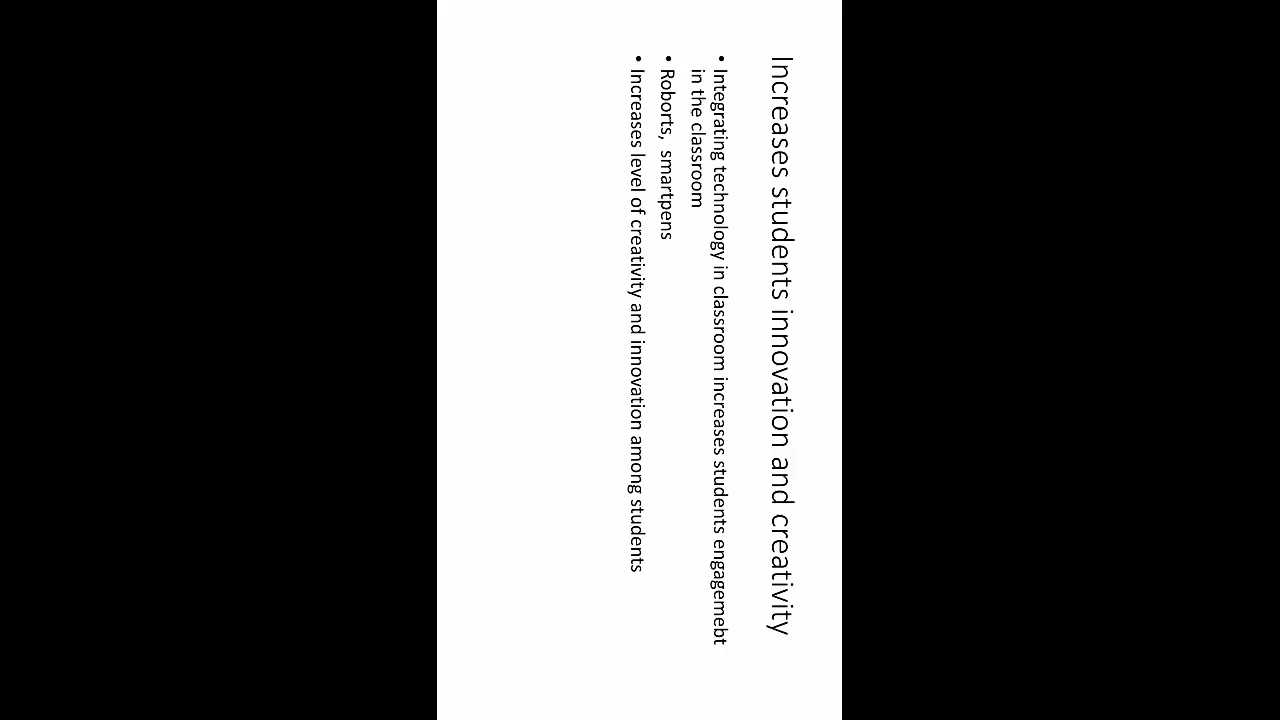 Increases students innovation and creativity
• Integrating technology in classroom increases students engagemebt
in the classroom
• Roborts, smartpens
• Increases level of creativity and innovation among students